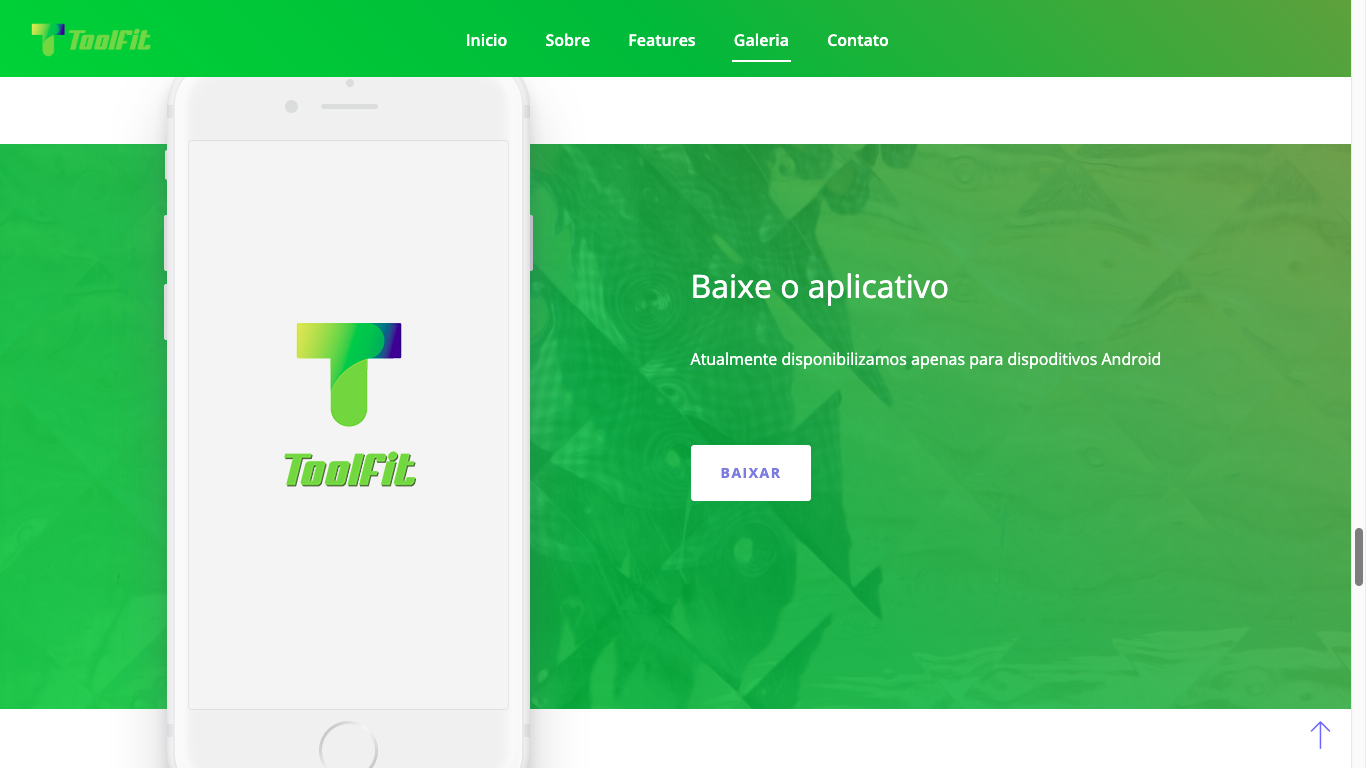 ToolFit
Inicio Sobre Features Galeria Contato
ToolFit
Baixe o aplicativo
Atualmente disponibilizamos apenas para dispoditivos Android
BAIXAR